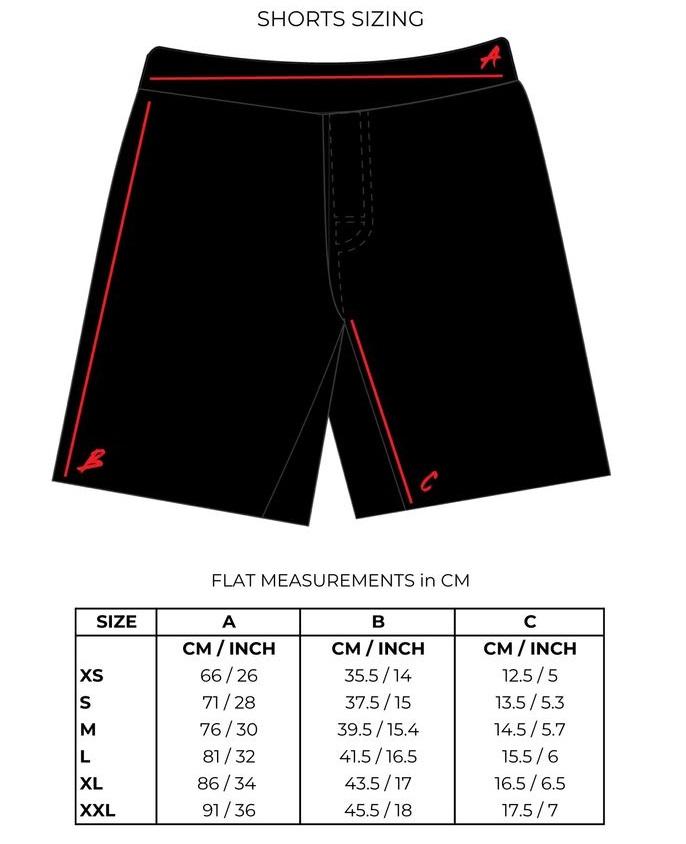 SHORTS SIZING
A
B
C
FLAT MEASUREMENTS in CM
SIZE A B C
CM / INCH CM / INCH CM / INCH
XS 66 / 26 35.5 / 14 12.5 / 5
S 71 / 28 37.5 / 15 13.5 / 5.3
M 76 / 30 39.5 / 15.4 14.5 / 5.7
L 81 / 32 41.5 / 16.5 15.5 / 6
XL 86 / 34 43.5 / 17 16.5 / 6.5
XXL 91 / 36 45.5 / 18 17.5 / 7